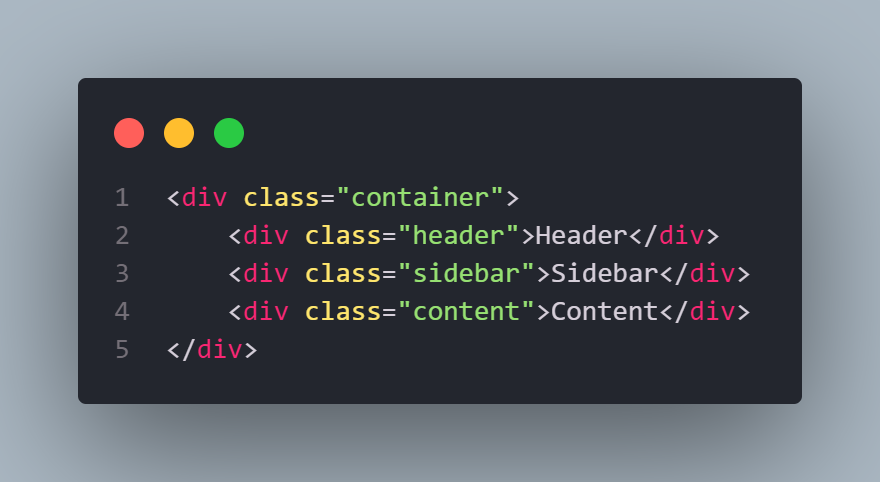 1 <div class="container">
2     <div class="header">Header</div>
3     <div class="sidebar">Sidebar</div>
4     <div class="content">Content</div>
5 </div>